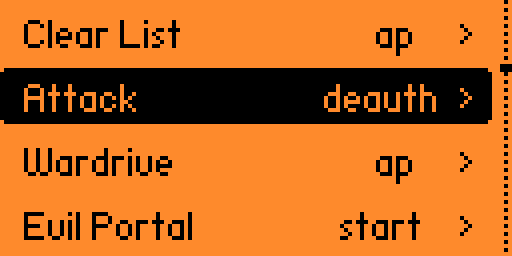 Clear List ap >
Attack deauth >
Wardrive ap >
Evil Portal start >